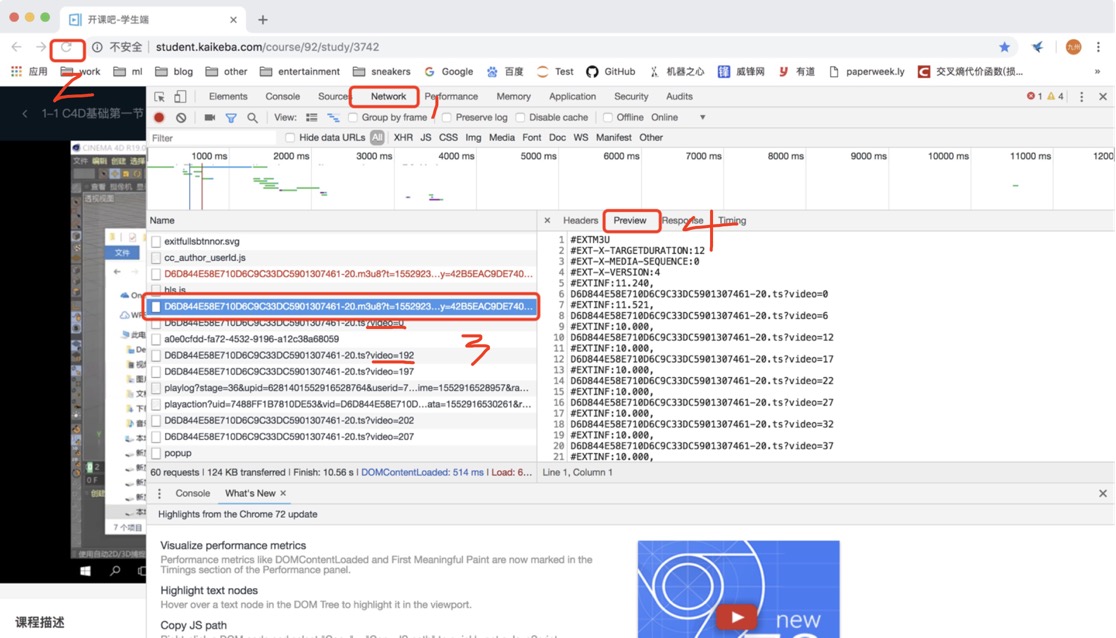 开课吧-学生端
不安全 | student.kaikeba.com/course/92/study/3742
应用 work ml blog other entertainment sneakers Google 百度 Test GitHub 机器之心 威锋网 有道 paperweek.ly 交叉熵代价函数(损...
2
1-1 C4D基础第一节
Elements Console Sources Network Performance Memory Application Security Audits 1 4
1
View: Group by frame Preserve log Disable cache Offline Online
Filter Hide data URLs All XHR JS CSS Img Media Font Doc WS Manifest Other
1000 ms 2000 ms 3000 ms 4000 ms 5000 ms 6000 ms 7000 ms 8000 ms 9000 ms 10000 ms 11000 ms 1200
CINEMA 4D R19.0
透视视图
文件
7 个项目
Name
exitfullsbtnnor.svg
cc_author_userId.js
D6D844E58E710D6C9C33DC5901307461-20.m3u8?t=1552923...y=42B5EAC9DE740...
hls.js
D6D844E58E710D6C9C33DC5901307461-20.m3u8?t=1552923...y=42B5EAC9DE740...
D6D844E58E710D6C9C33DC5901307461-20.ts?video=0
a0e0cfdd-fa72-4532-9196-a12c38a68059
D6D844E58E710D6C9C33DC5901307461-20.ts?video=192
D6D844E58E710D6C9C33DC5901307461-20.ts?video=197
playlog?stage=36&upid=6281401552916528764&userid=7...ime=1552916528957&ra...
playaction?uid=7488FF1B7810DE53&vid=D6D844E58E710D...ata=1552916530261&r...
D6D844E58E710D6C9C33DC5901307461-20.ts?video=202
D6D844E58E710D6C9C33DC5901307461-20.ts?video=207
popup
3
60 requests | 124 KB transferred | Finish: 10.56 s | DOMContentLoaded: 514 ms | Load: 6...
Headers Preview Response Timing
4
1 #EXTM3U
2 #EXT-X-TARGETDURATION:12
3 #EXT-X-MEDIA-SEQUENCE:0
4 #EXT-X-VERSION:4
5 #EXTINF:11.240,
6 D6D844E58E710D6C9C33DC5901307461-20.ts?video=0
7 #EXTINF:11.521,
8 D6D844E58E710D6C9C33DC5901307461-20.ts?video=6
9 #EXTINF:10.000,
10 D6D844E58E710D6C9C33DC5901307461-20.ts?video=12
11 #EXTINF:10.000,
12 D6D844E58E710D6C9C33DC5901307461-20.ts?video=17
13 #EXTINF:10.000,
14 D6D844E58E710D6C9C33DC5901307461-20.ts?video=22
15 #EXTINF:10.000,
16 D6D844E58E710D6C9C33DC5901307461-20.ts?video=27
17 #EXTINF:10.000,
18 D6D844E58E710D6C9C33DC5901307461-20.ts?video=32
19 #EXTINF:10.000,
20 D6D844E58E710D6C9C33DC5901307461-20.ts?video=37
21 #EXTINF:10.000,
Line 1, Column 1
Console What's New
Highlights from the Chrome 72 update
Visualize performance metrics
Performance metrics like DOMContentLoaded and First Meaningful Paint are now marked in the
Timings section of the Performance panel.
Highlight text nodes
Hover over a text node in the DOM Tree to highlight it in the viewport.
Copy JS path
new
课程描述